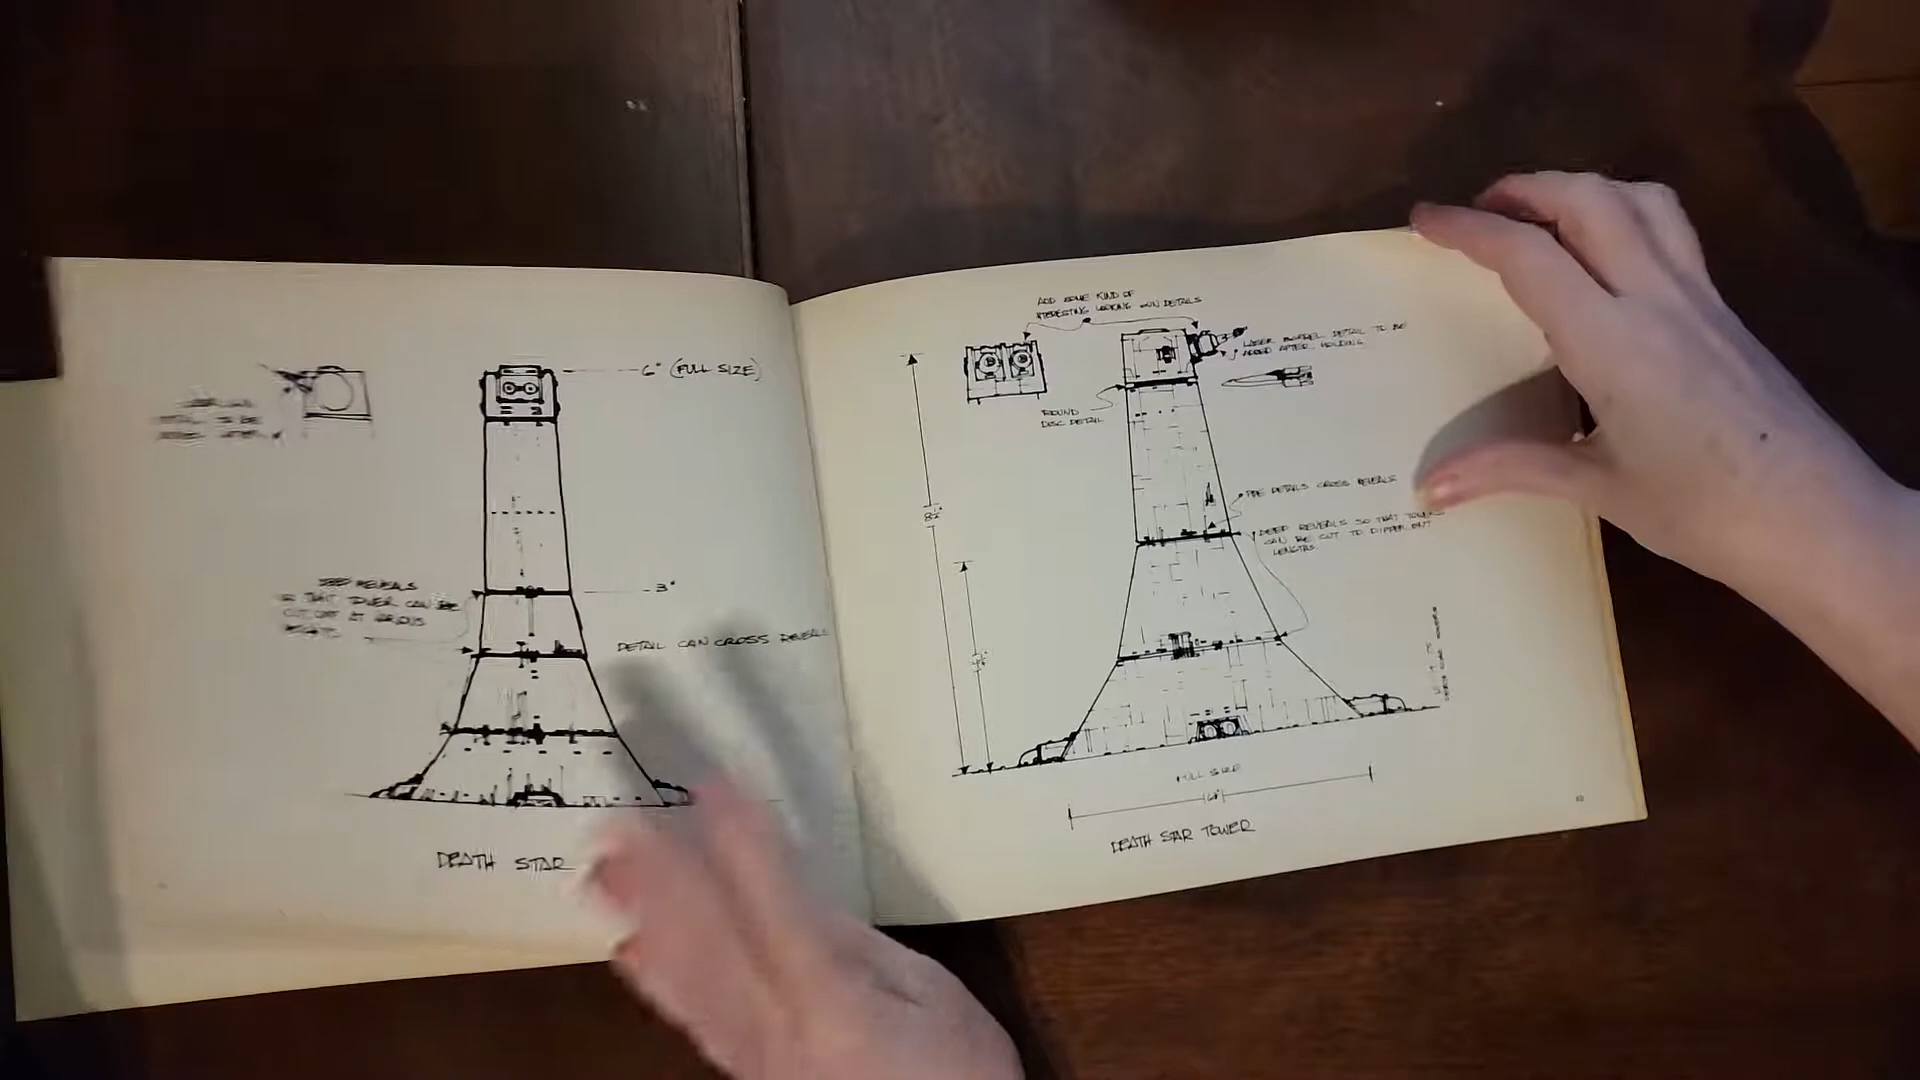 6" (FULL SIZE)
DEEP REVEALS
SO THAT TOWER CAN BE
CUT OFF AT VARIOUS
HEIGHTS
3"
DETAIL CAN CROSS REVEALS
DEATH STAR
ADD SOME KIND OF
INTERESTING LOOKING GUN DETAILS
LASER BARREL DETAIL TO BE
ADDED AFTER MOLDING
ROUND
DISC DETAIL
PIPE DETAILS CROSS REVEALS
DEEP REVEALS SO THAT TOWERS
CAN BE CUT TO DIFFERENT
LENGTHS
FULL SIZE
DEATH STAR TOWER